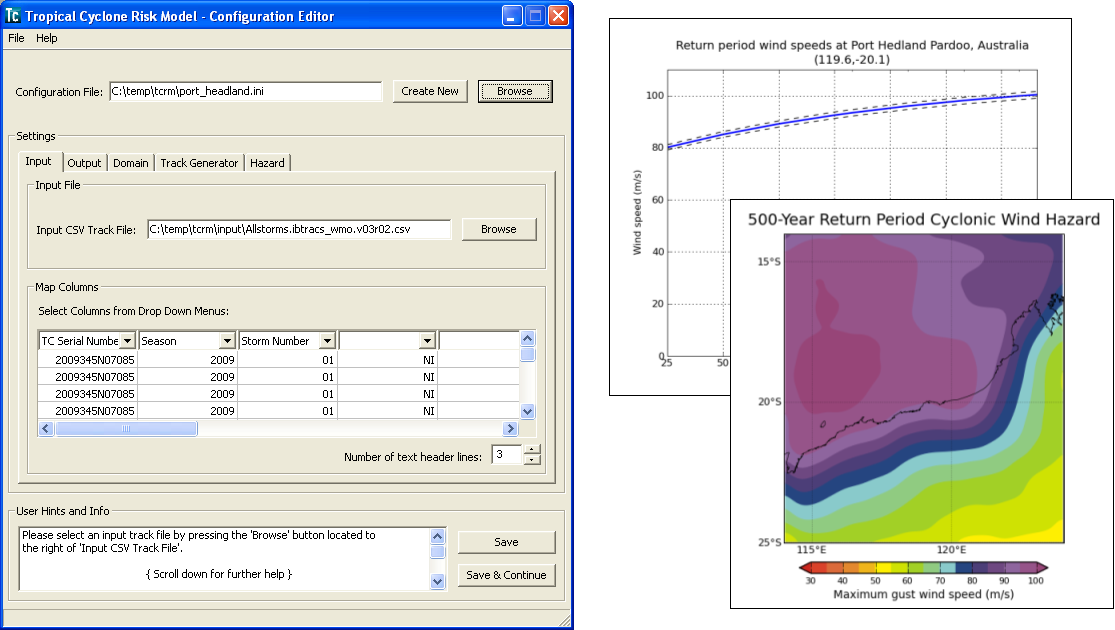 Tc Tropical Cyclone Risk Model - Configuration Editor
File Help
Configuration File: C:\temp\tcrm\port_headland.ini Create New Browse
Settings
Input Output Domain Track Generator Hazard
Input File
Input CSV Track File: C:\temp\tcrm\input\Allstorms.ibtracs_wmo.v03r02.csv Browse
Map Columns
Select Columns from Drop Down Menus:
TC Serial Numbe Season Storm Number
2009345N07085 2009 01 NI
2009345N07085 2009 01 NI
2009345N07085 2009 01 NI
2009345N07085 2009 01 NI
Number of text header lines: 3
User Hints and Info
Please select an input track file by pressing the 'Browse' button located to
the right of 'Input CSV Track File'.
{ Scroll down for further help }
Save
Save & Continue
Return period wind speeds at Port Hedland Pardoo, Australia
(119.6,-20.1)
Wind speed (m/s)
100
80
60
40
20
0
25 50
500-Year Return Period Cyclonic Wind Hazard
15°S
20°S
25°S
115°E 120°E
30 40 50 60 70 80 90 100
Maximum gust wind speed (m/s)